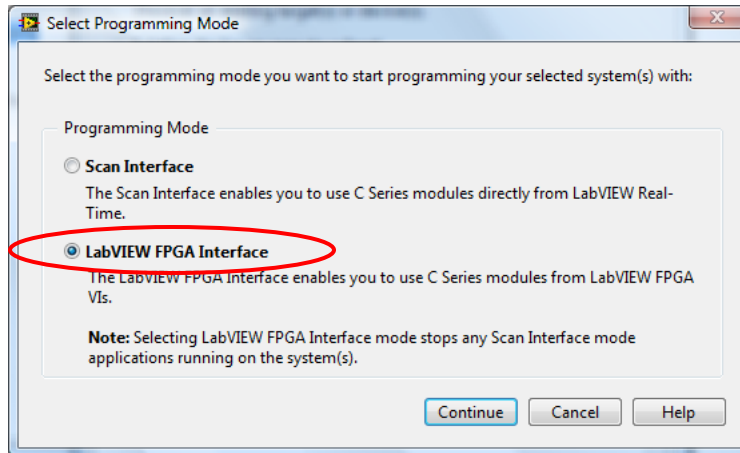 Select Programming Mode
Select the programming mode you want to start programming your selected system(s) with:
Programming Mode
Scan Interface
The Scan Interface enables you to use C Series modules directly from LabVIEW Real-
Time.
LabVIEW FPGA Interface
The LabVIEW FPGA Interface enables you to use C Series modules from LabVIEW FPGA
VIs.
Note: Selecting LabVIEW FPGA Interface mode stops any Scan Interface mode
applications running on the system(s).
Continue Cancel Help